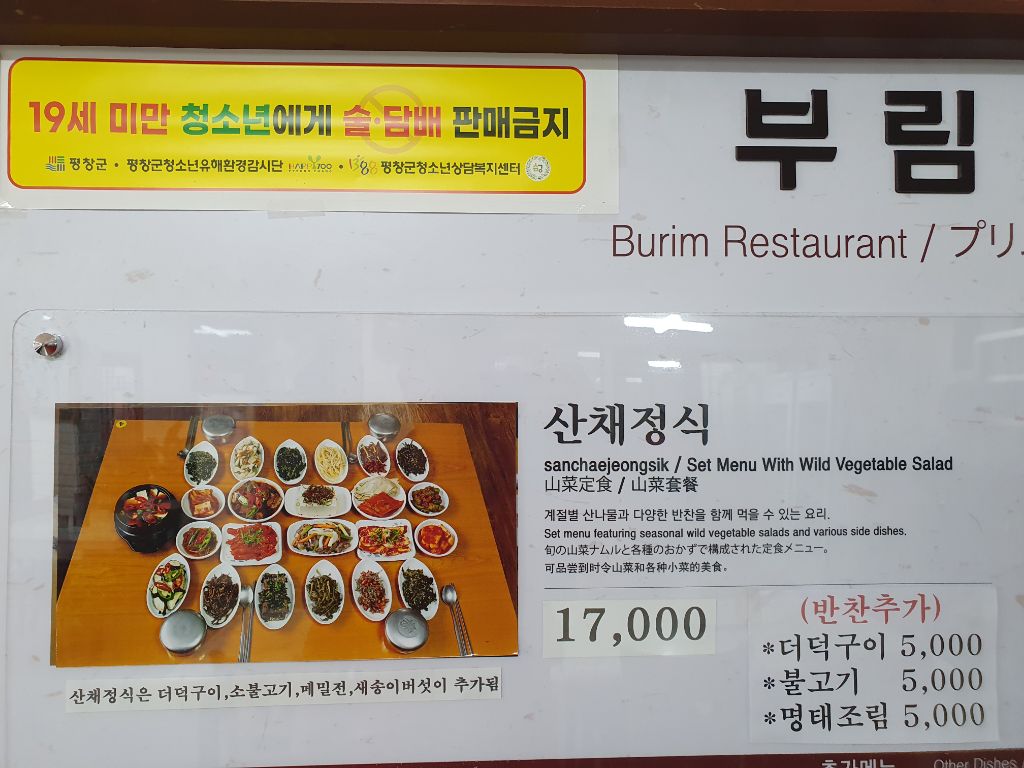 19세 미만 청소년에게 술·담배 판매금지
평창군 · 평창군청소년유해환경감시단 HAPPY700 · 1388 평창군청소년상담복지센터
부림
Burim Restaurant / プリ
산채정식
sanchaejeongsik / Set Menu With Wild Vegetable Salad
山菜定食 / 山菜套餐
계절별 산나물과 다양한 반찬을 함께 먹을 수 있는 요리.
Set menu featuring seasonal wild vegetable salads and various side dishes.
旬の山菜ナムルと各種のおかずで構成された定食メニュー。
可品尝到时令山菜和各种小菜的美食。
17,000
(반찬추가)
*더덕구이 5,000
*불고기 5,000
*명태조림 5,000
산채정식은 더덕구이,소불고기,메밀전,새송이버섯이 추가됨
추가메뉴 Other Dishes